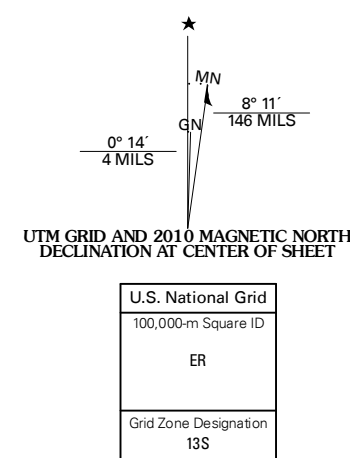 MN
8° 11´
146 MILS
GN
0° 14´
4 MILS
UTM GRID AND 2010 MAGNETIC NORTH
DECLINATION AT CENTER OF SHEET
U.S. National Grid
100,000-m Square ID
ER
Grid Zone Designation
13S